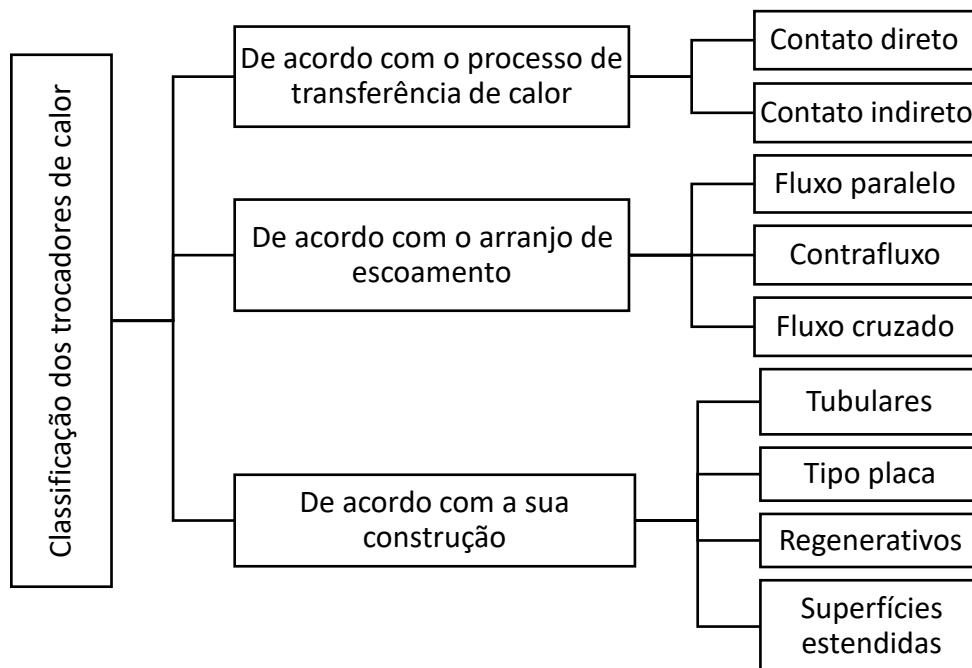 Classificação dos trocadores de calor
De acordo com o processo de
transferência de calor
Contato direto
Contato indireto
De acordo com o arranjo de
escoamento
Fluxo paralelo
Contrafluxo
Fluxo cruzado
De acordo com a sua
construção
Tubulares
Tipo placa
Regenerativos
Superfícies
estendidas